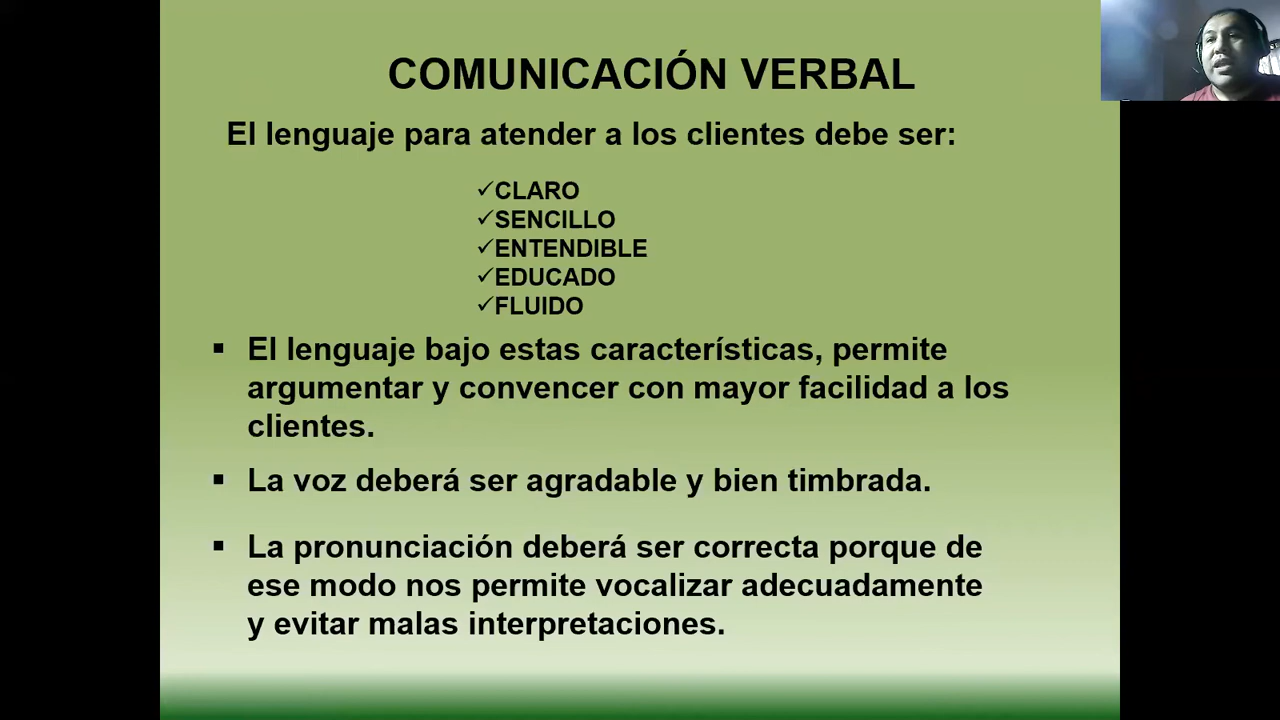 COMUNICACIÓN VERBAL
El lenguaje para atender a los clientes debe ser:
✓CLARO
✓SENCILLO
✓ENTENDIBLE
✓EDUCADO
✓FLUIDO
▪ El lenguaje bajo estas características, permite
argumentar y convencer con mayor facilidad a los
clientes.
▪ La voz deberá ser agradable y bien timbrada.
▪ La pronunciación deberá ser correcta porque de
ese modo nos permite vocalizar adecuadamente
y evitar malas interpretaciones.